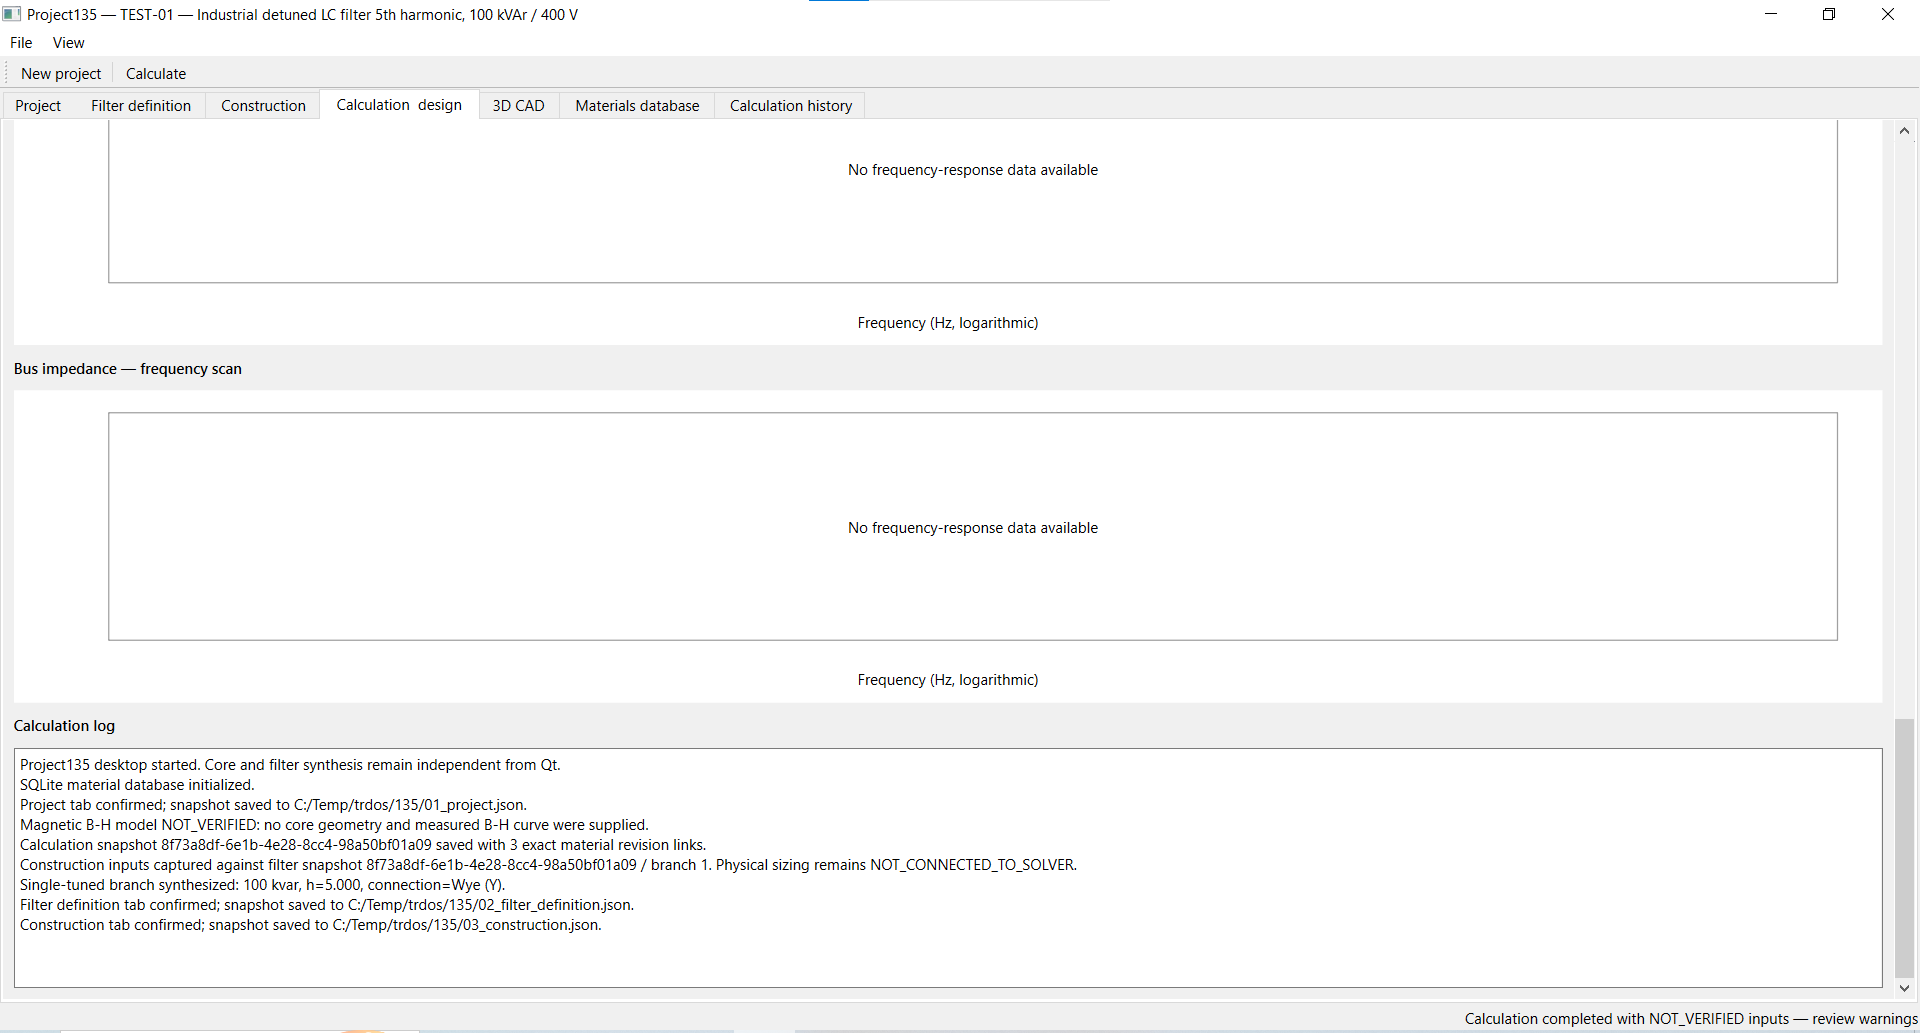 Project135 — TEST-01 — Industrial detuned LC filter 5th harmonic, 100 kVAr / 400 V
File View
New project Calculate
Project Filter definition Construction Calculation design 3D CAD Materials database Calculation history
No frequency-response data available
Frequency (Hz, logarithmic)
Bus impedance — frequency scan
No frequency-response data available
Frequency (Hz, logarithmic)
Calculation log
Project135 desktop started. Core and filter synthesis remain independent from Qt.
SQLite material database initialized.
Project tab confirmed; snapshot saved to C:/Temp/trdos/135/01_project.json.
Magnetic B-H model NOT_VERIFIED: no core geometry and measured B-H curve were supplied.
Calculation snapshot 8f73a8df-6e1b-4e28-8cc4-98a50bf01a09 saved with 3 exact material revision links.
Construction inputs captured against filter snapshot 8f73a8df-6e1b-4e28-8cc4-98a50bf01a09 / branch 1. Physical sizing remains NOT_CONNECTED_TO_SOLVER.
Single-tuned branch synthesized: 100 kvar, h=5.000, connection=Wye (Y).
Filter definition tab confirmed; snapshot saved to C:/Temp/trdos/135/02_filter_definition.json.
Construction tab confirmed; snapshot saved to C:/Temp/trdos/135/03_construction.json.
Calculation completed with NOT_VERIFIED inputs — review warnings